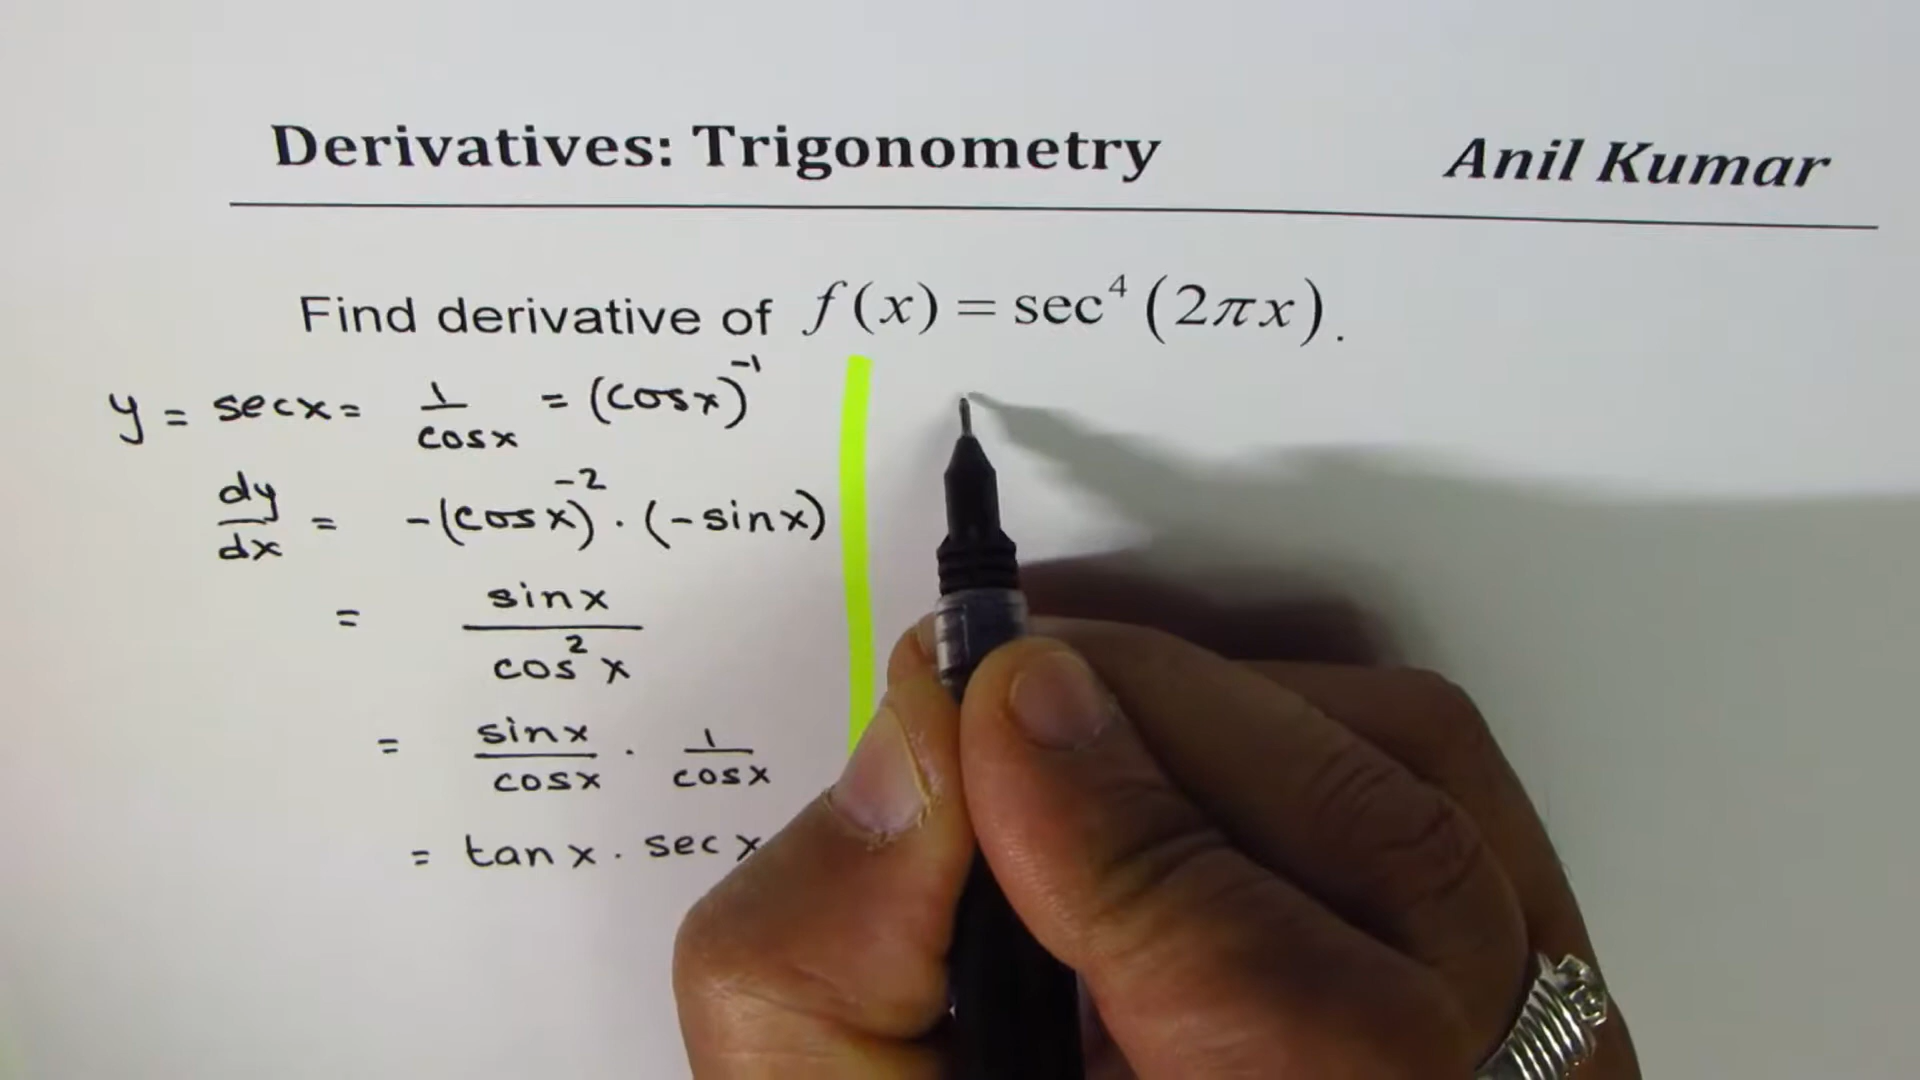 Derivatives: Trigonometry Anil Kumar
Find derivative of f(x) = sec⁴(2πx).
y = secx = 1/cosx = (cosx)⁻¹
dy/dx = -(cosx)⁻² · (-sinx)
= sinx/cos²x
= sinx/cosx · 1/cosx
= tanx · secx